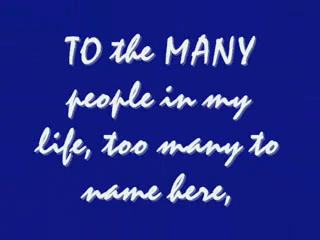 TO the MANY
people in my
life, too many to
name here,